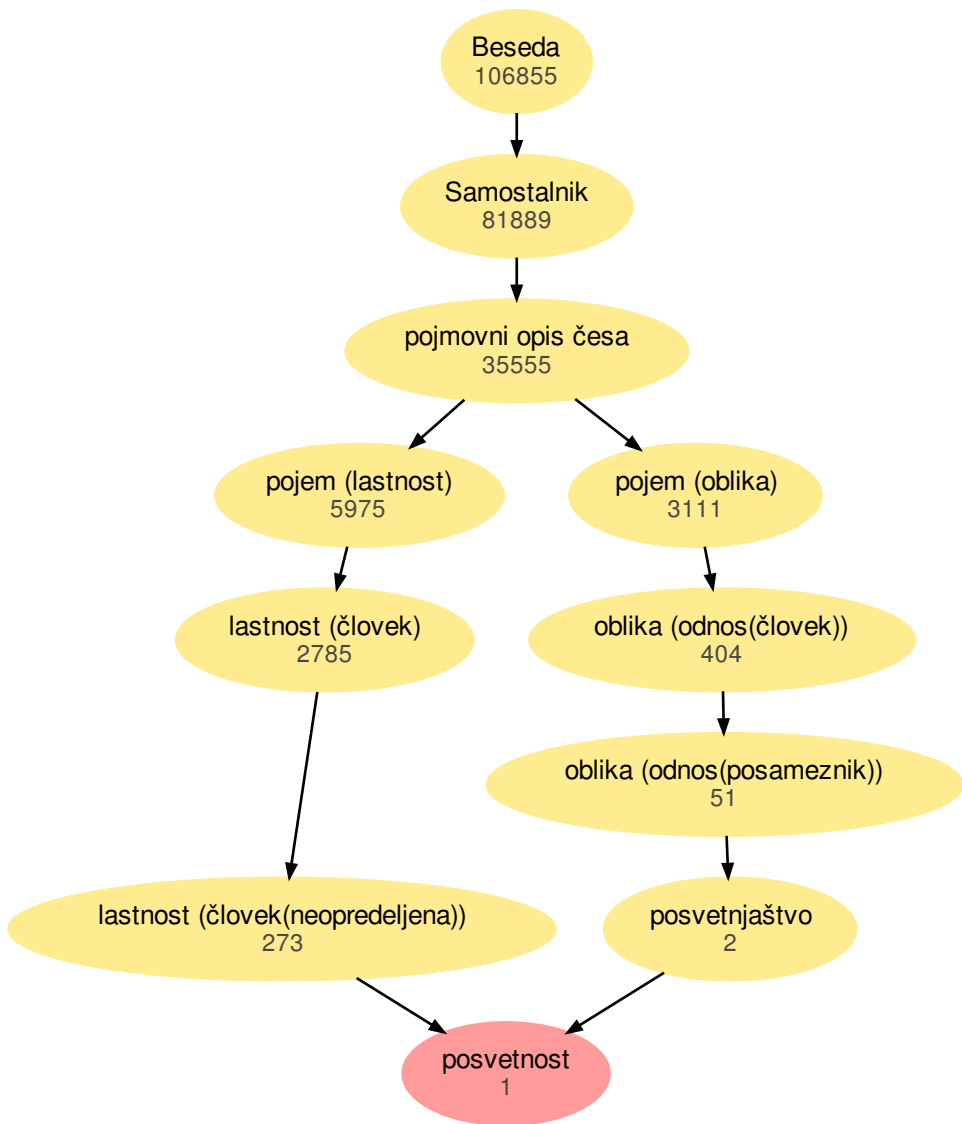 Beseda
106855
Samostalnik
81889
pojmovni opis česa
35555
pojem (lastnost)
5975
pojem (oblika)
3111
lastnost (človek)
2785
oblika (odnos(človek))
404
oblika (odnos(posameznik))
51
lastnost (človek(neopredeljena))
273
posvetnjaštvo
2
posvetnost
1